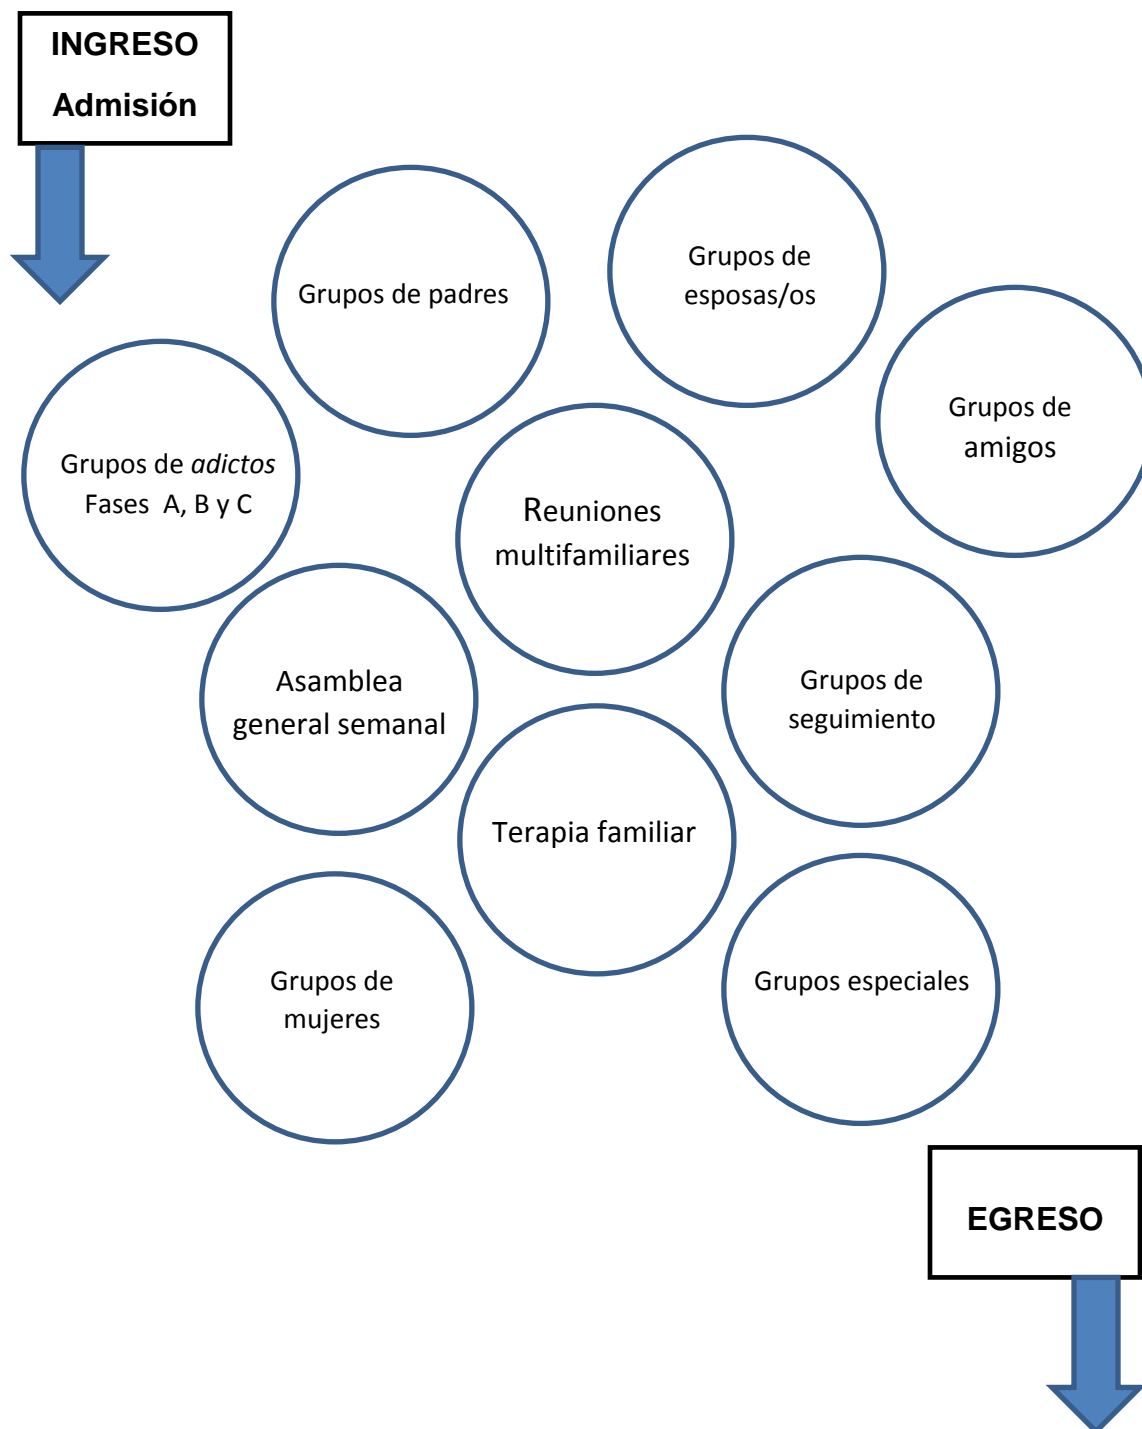 INGRESO
Admisión
Grupos de padres
Grupos de
esposas/os
Grupos de
amigos
Grupos de adictos
Fases  A, B y C
Reuniones
multifamiliares
Asamblea
general semanal
Grupos de
seguimiento
Terapia familiar
Grupos de
mujeres
Grupos especiales
EGRESO